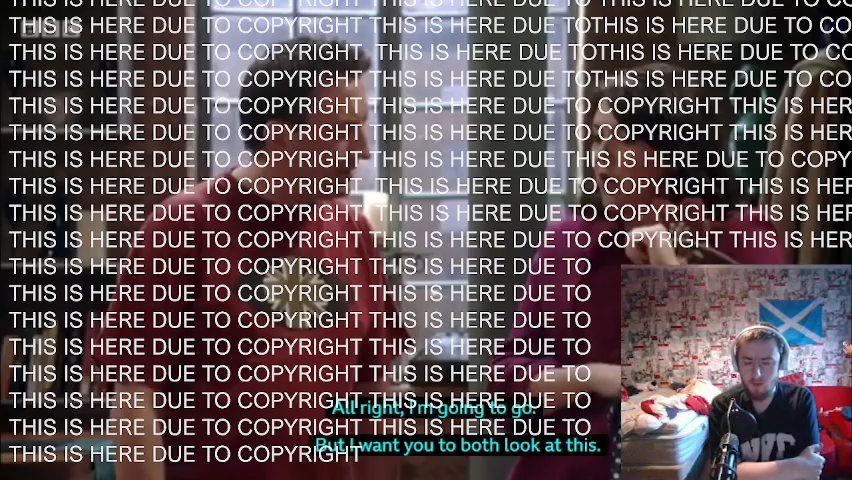 THIS IS HERE DUE TO COPYRIGHT THIS IS HERE DUE TOTHIS IS HERE DUE TO CO
THIS IS HERE DUE TO COPYRIGHT THIS IS HERE DUE TOTHIS IS HERE DUE TO CO
THIS IS HERE DUE TO COPYRIGHT THIS IS HERE DUE TOTHIS IS HERE DUE TO CO
THIS IS HERE DUE TO COPYRIGHT THIS IS HERE DUE TOTHIS IS HERE DUE TO CO
THIS IS HERE DUE TO COPYRIGHT THIS IS HERE DUE TO COPYRIGHT THIS IS HER
THIS IS HERE DUE TO COPYRIGHT THIS IS HERE DUE TO COPYRIGHT THIS IS HER
THIS IS HERE DUE TO COPYRIGHT THIS IS HERE DUE THIS IS HERE DUE TO COPY
THIS IS HERE DUE TO COPYRIGHT THIS IS HERE DUE TO COPYRIGHT THIS IS HER
THIS IS HERE DUE TO COPYRIGHT THIS IS HERE DUE TO COPYRIGHT THIS IS HER
THIS IS HERE DUE TO COPYRIGHT THIS IS HERE DUE TO COPYRIGHT THIS IS HER
THIS IS HERE DUE TO COPYRIGHT THIS IS HERE DUE TO
THIS IS HERE DUE TO COPYRIGHT THIS IS HERE DUE TO
THIS IS HERE DUE TO COPYRIGHT THIS IS HERE DUE TO
THIS IS HERE DUE TO COPYRIGHT THIS IS HERE DUE TO
THIS IS HERE DUE TO COPYRIGHT THIS IS HERE DUE TO
THIS IS HERE DUE TO COPYRIGHT THIS IS HERE DUE TO
THIS IS HERE DUE TO COPYRIGHT THIS IS HERE DUE TO
THIS IS HERE DUE TO COPYRIGHT
All right, I'm going to go.
But I want you to both look at this.